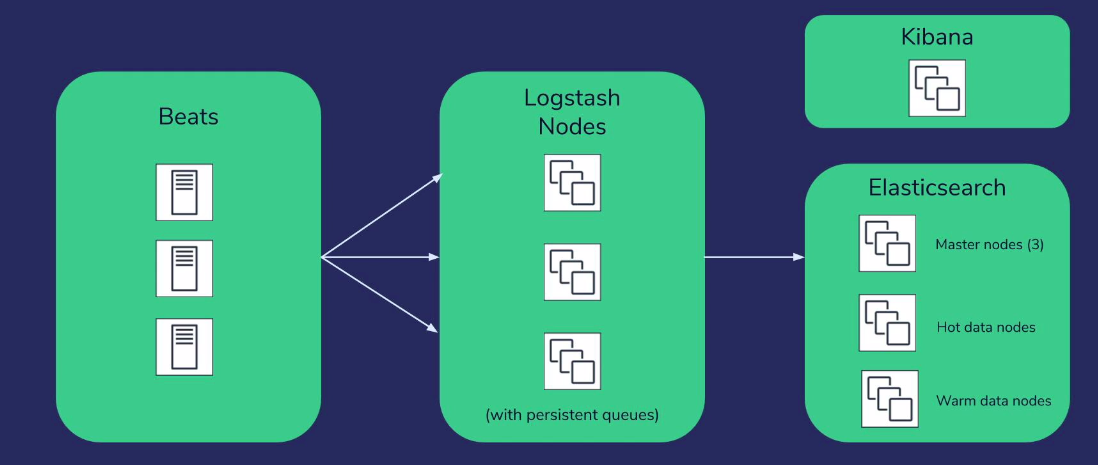 Beats
Logstash
Nodes
(with persistent queues)
Kibana
Elasticsearch
Master nodes (3)
Hot data nodes
Warm data nodes